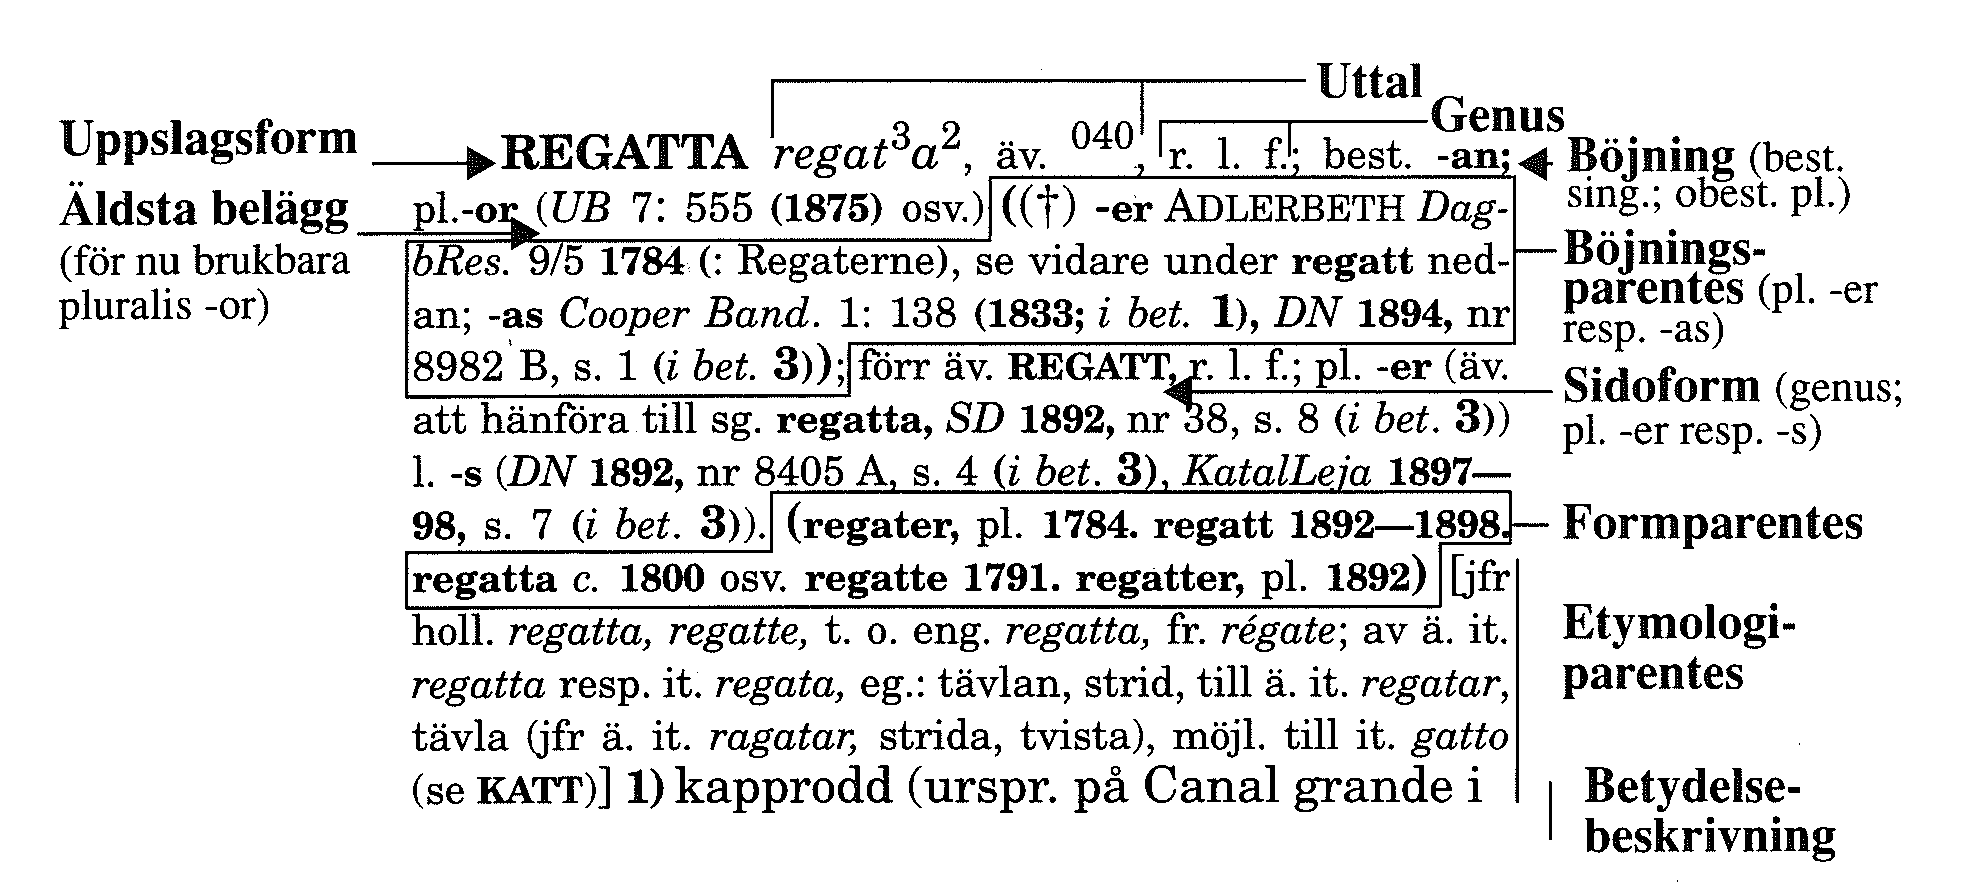 Uttal
Genus
Uppslagsform
REGATTA regat³a², äv. ⁰⁴⁰, r. l. f.; best. -an;
Böjning (best.
sing.; obest. pl.)
Äldsta belägg
(för nu brukbara
pluralis -or)
pl.-or (UB 7: 555 (1875) osv.) ((†) -er ADLERBETH Dag-
bRes. 9/5 1784 (: Regaterne), se vidare under regatt ned-
an; -as Cooper Band. 1: 138 (1833; i bet. 1), DN 1894, nr
8982 B, s. 1 (i bet. 3)); förr äv. REGATT, r. l. f.; pl. -er (äv.
att hänföra till sg. regatta, SD 1892, nr 38, s. 8 (i bet. 3))
l. -s (DN 1892, nr 8405 A, s. 4 (i bet. 3), KatalLeja 1897—
98, s. 7 (i bet. 3)). (regater, pl. 1784. regatt 1892—1898.
regatta c. 1800 osv. regatte 1791. regatter, pl. 1892) [jfr
holl. regatta, regatte, t. o. eng. regatta, fr. régate; av ä. it.
regatta resp. it. regata, eg.: tävlan, strid, till ä. it. regatar,
tävla (jfr ä. it. ragatar, strida, tvista), möjl. till it. gatto
(se KATT)] 1) kapprodd (urspr. på Canal grande i
Böjnings-
parentes (pl. -er
resp. -as)
Sidoform (genus;
pl. -er resp. -s)
Formparentes
Etymologi-
parentes
Betydelse-
beskrivning